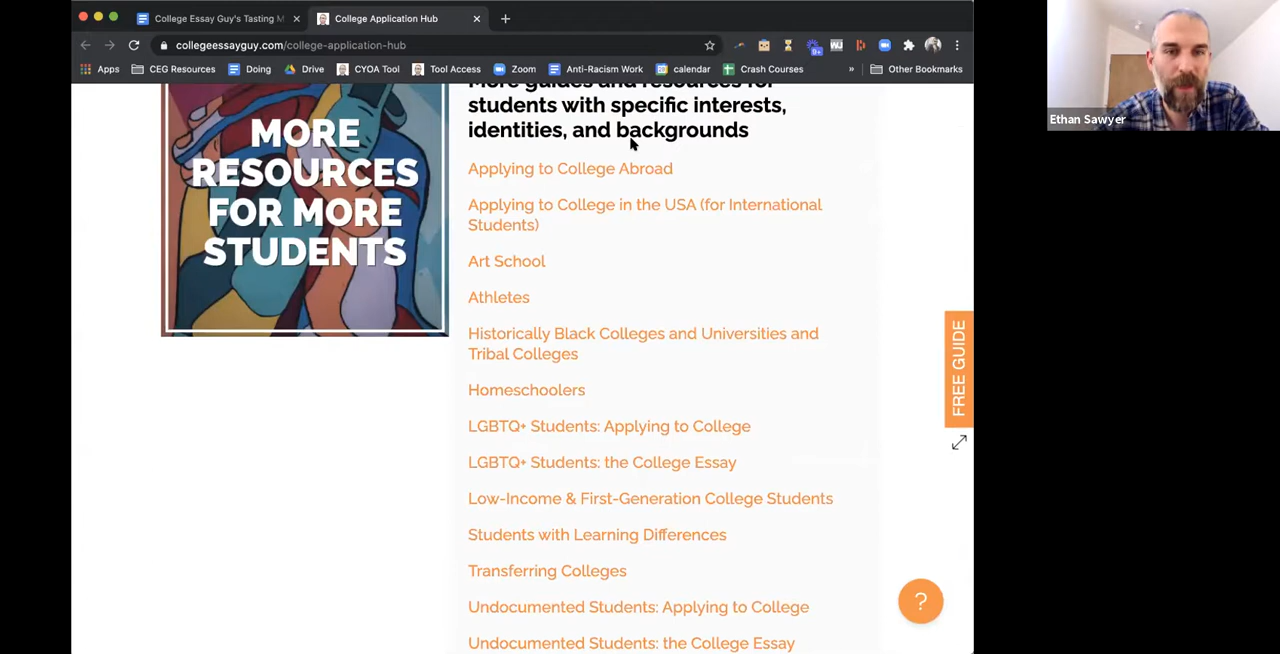 College Essay Guy's Tasting M
College Application Hub
collegeessayguy.com/college-application-hub
Apps
CEG Resources
Doing
Drive
CYOA Tool
Tool Access
Zoom
Anti-Racism Work
calendar
Crash Courses
»
Other Bookmarks
Ethan Sawyer
MORE
RESOURCES
FOR MORE
STUDENTS
More guides and resources for
students with specific interests,
identities, and backgrounds
Applying to College Abroad
Applying to College in the USA (for International
Students)
Art School
Athletes
Historically Black Colleges and Universities and
Tribal Colleges
Homeschoolers
LGBTQ+ Students: Applying to College
LGBTQ+ Students: the College Essay
Low-Income & First-Generation College Students
Students with Learning Differences
Transferring Colleges
Undocumented Students: Applying to College
Undocumented Students: the College Essay
FREE GUIDE
?